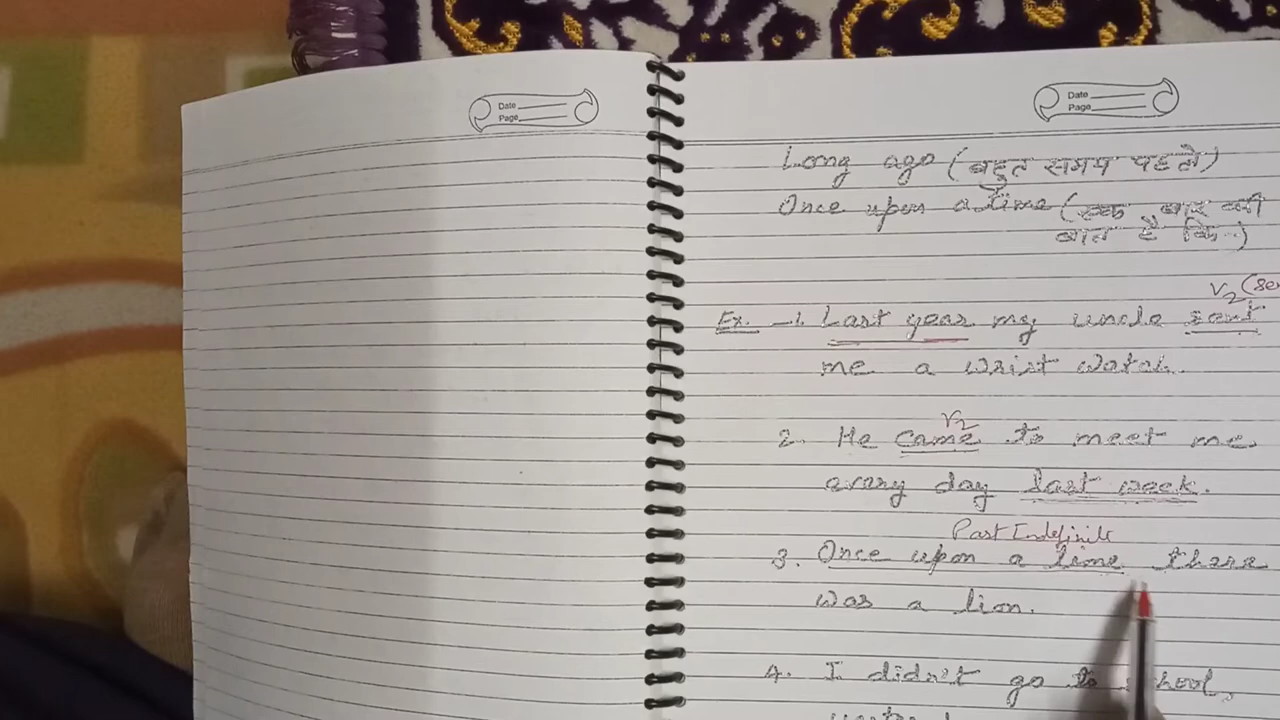 Date
Page
Date
Page
Long ago (बहुत समय पहले)
Once upon a time (एक बार की
बात है कि)
V2
Ex. - 1. Last year my uncle sent
me a wrist watch.
V2
2. He came to meet me
every day last week.
Past Indefinite
3. Once upon a time there
was a lion.
4. I didn't go to school,